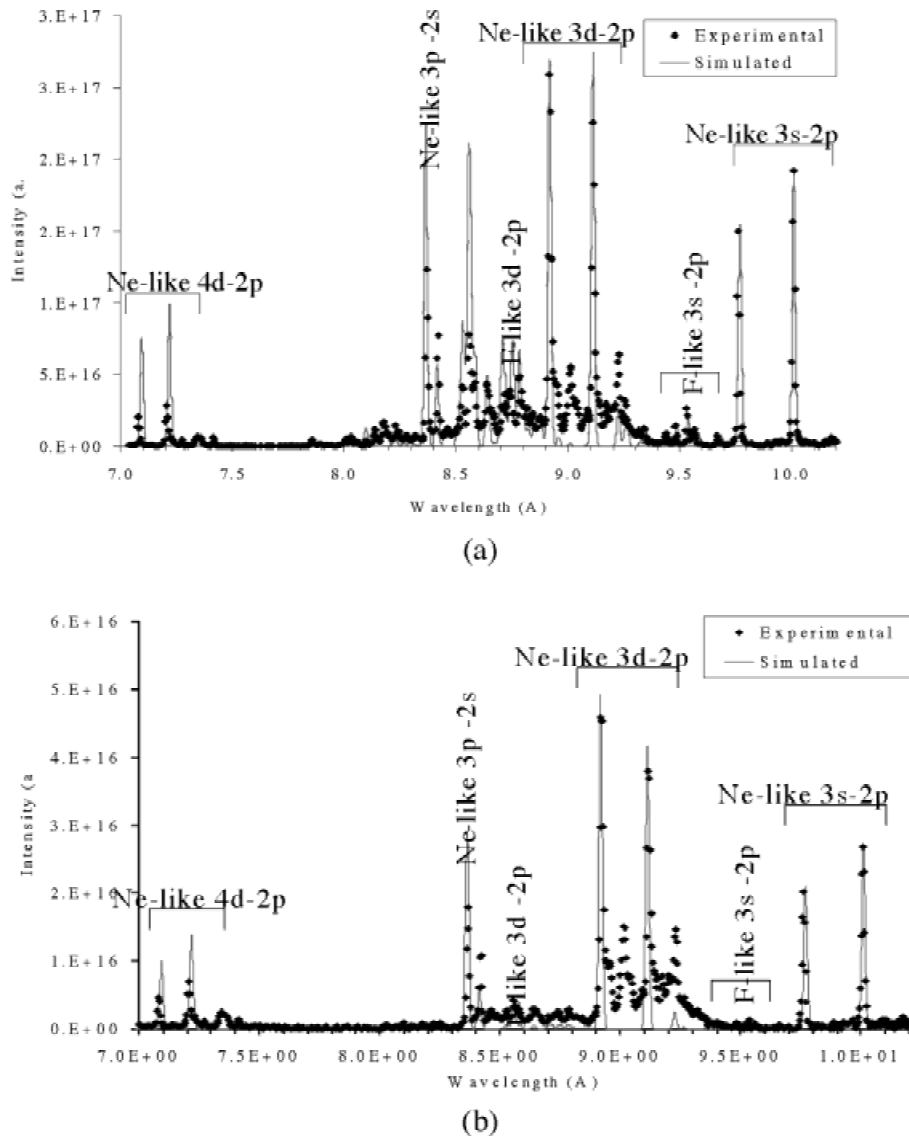 3.E+17
Ne-like 3d-2p
Experimental
Simulated
3.E+17
Ne-like 3p -2s
Ne-like 3s-2p
2.E+17
Intensity (a.
2.E+17
Ne-like 4d-2p
F-like 3d -2p
F-like 3s -2p
1.E+17
5.E+16
0.E+00
7.0 7.5 8.0 8.5 9.0 9.5 10.0
Wavelength (A)
(a)
6.E+16
Experimental
Simulated
Ne-like 3d-2p
5.E+16
Ne-like 3p -2s
4.E+16
Intensity (a
Ne-like 3s-2p
3.E+16
2.E+16
Ne-like 4d-2p
like 3d -2p
F-like 3s -2p
1.E+16
0.E+00
7.0E+00 7.5E+00 8.0E+00 8.5E+00 9.0E+00 9.5E+00 1.0E+01
Wavelength (A)
(b)